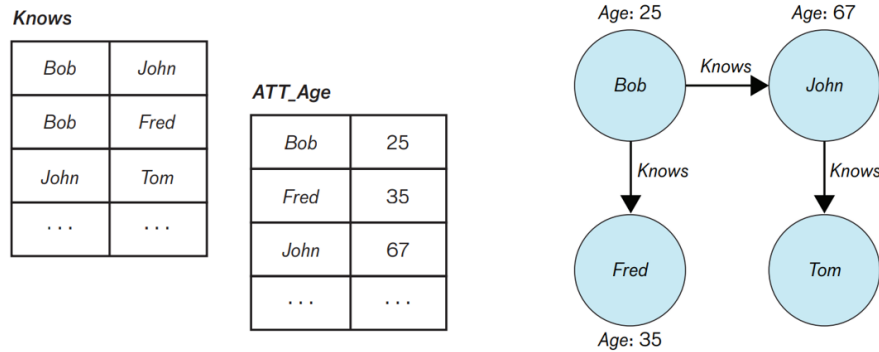 Knows
Bob John
Bob Fred
John Tom
... ...
ATT_Age
Bob 25
Fred 35
John 67
... ...
Age: 25 Age: 67
Bob Knows John
Knows Knows
Fred Tom
Age: 35